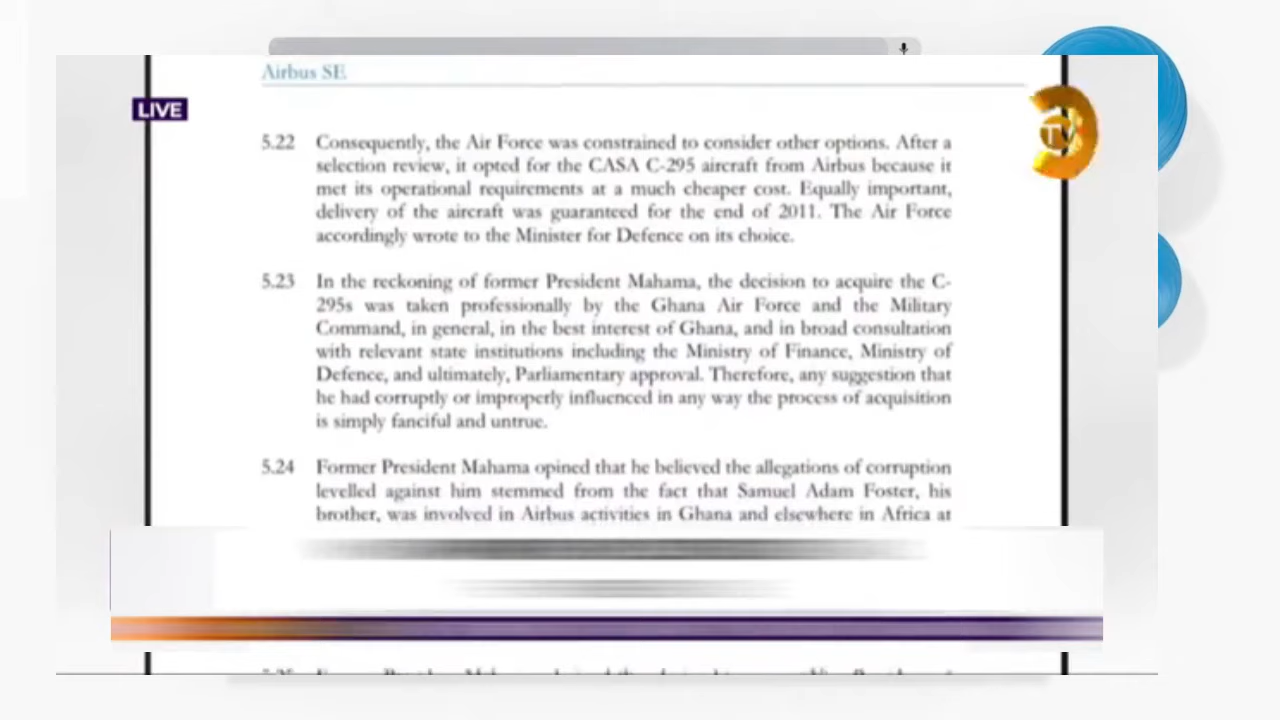 Airbus SE
LIVE
TV
5.22 Consequently, the Air Force was constrained to consider other options. After a
selection review, it opted for the CASA C-295 aircraft from Airbus because it
met its operational requirements at a much cheaper cost. Equally important,
delivery of the aircraft was guaranteed for the end of 2011. The Air Force
accordingly wrote to the Minister for Defence on its choice.
5.23 In the reckoning of former President Mahama, the decision to acquire the C-
295s was taken professionally by the Ghana Air Force and the Military
Command, in general, in the best interest of Ghana, and in broad consultation
with relevant state institutions including the Ministry of Finance, Ministry of
Defence, and ultimately, Parliamentary approval. Therefore, any suggestion that
he had corruptly or improperly influenced in any way the process of acquisition
is simply fanciful and untrue.
5.24 Former President Mahama opined that he believed the allegations of corruption
levelled against him stemmed from the fact that Samuel Adam Foster, his
brother, was involved in Airbus activities in Ghana and elsewhere in Africa at